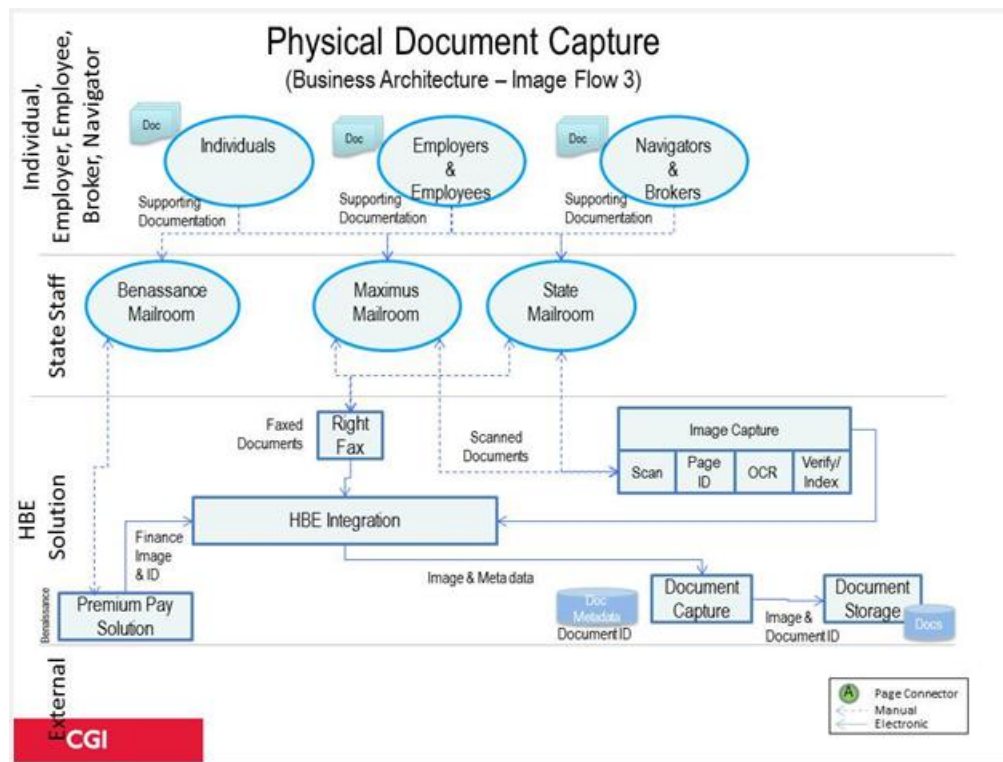 Physical Document Capture
(Business Architecture – Image Flow 3)
Individual,
Employer, Employee,
Broker, Navigator
Doc
Individuals
Doc
Employers
&
Employees
Doc
Navigators
&
Brokers
Supporting
Documentation
Supporting
Documentation
Supporting
Documentation
State Staff
Benassance
Mailroom
Maximus
Mailroom
State
Mailroom
HBE
Solution
Faxed
Documents
Right
Fax
Scanned
Documents
Image Capture
Scan
Page
ID
OCR
Verify/
Index
HBE Integration
Finance
Image
& ID
Image & Meta data
Benaissance
Premium Pay
Solution
Doc
Metadata
Document ID
Document
Capture
Image &
Document ID
Document
Storage
Docs
External
A
Page Connector
Manual
Electronic
CGI